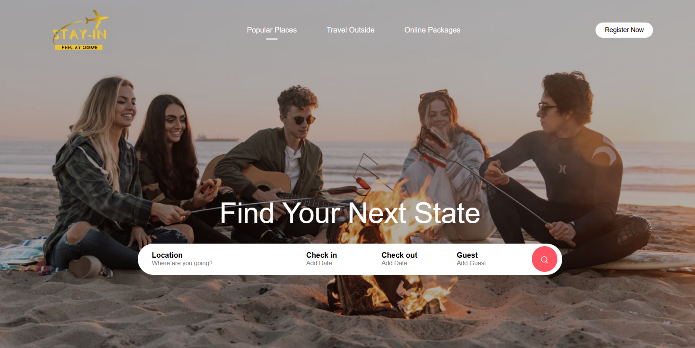 STAY-IN
FEEL AT HOME
Popular Places
Travel Outside
Online Packages
Register Now
Find Your Next State
Location
Where are you going?
Check in
Add Date
Check out
Add Date
Guest
Add Guest